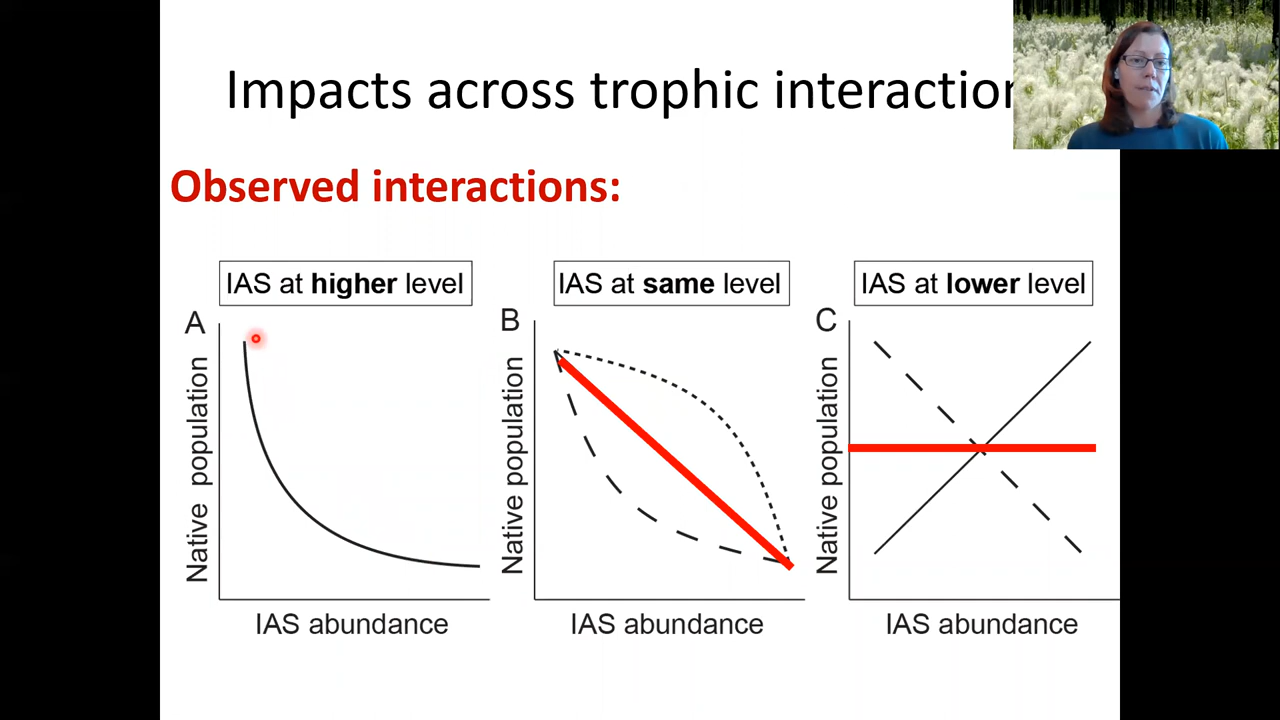 Impacts across trophic interaction
Observed interactions:
IAS at higher level
IAS at same level
IAS at lower level
A
B
C
Native population
Native population
Native population
IAS abundance
IAS abundance
IAS abundance